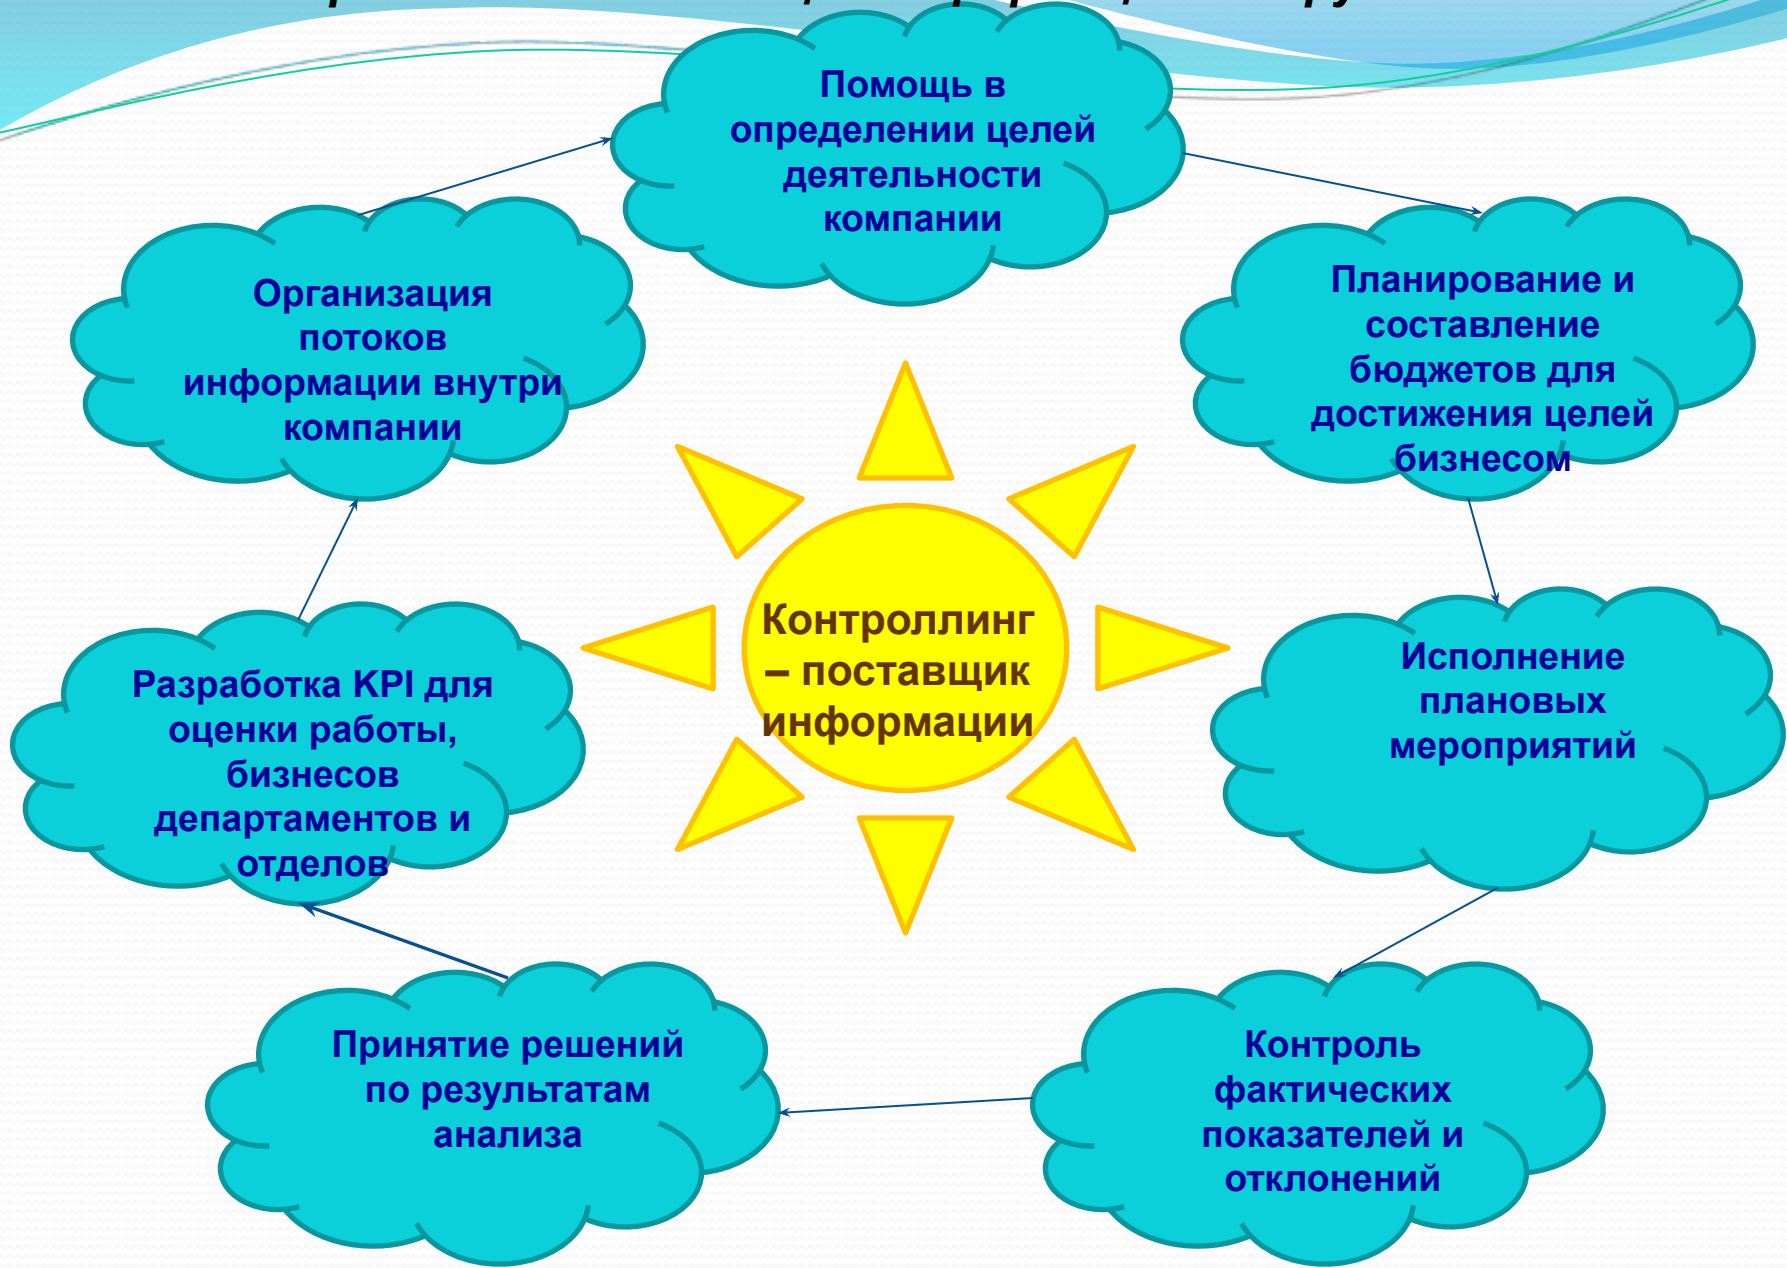 Помощь в
определении целей
деятельности
компании
Планирование и
составление
бюджетов для
достижения целей
бизнесом
Исполнение
плановых
мероприятий
Контроль
фактических
показателей и
отклонений
Принятие решений
по результатам
анализа
Разработка KPI для
оценки работы,
бизнесов
департаментов и
отделов
Организация
потоков
информации внутри
компании
Контроллинг
– поставщик
информации